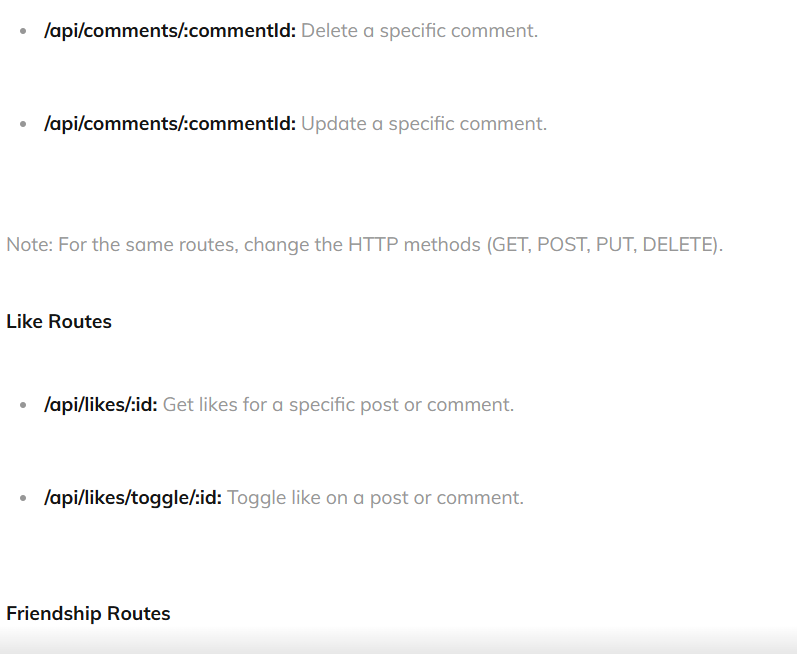 /api/comments/:commentId: Delete a specific comment.
/api/comments/:commentId: Update a specific comment.
Note: For the same routes, change the HTTP methods (GET, POST, PUT, DELETE).
Like Routes
/api/likes/:id: Get likes for a specific post or comment.
/api/likes/toggle/:id: Toggle like on a post or comment.
Friendship Routes